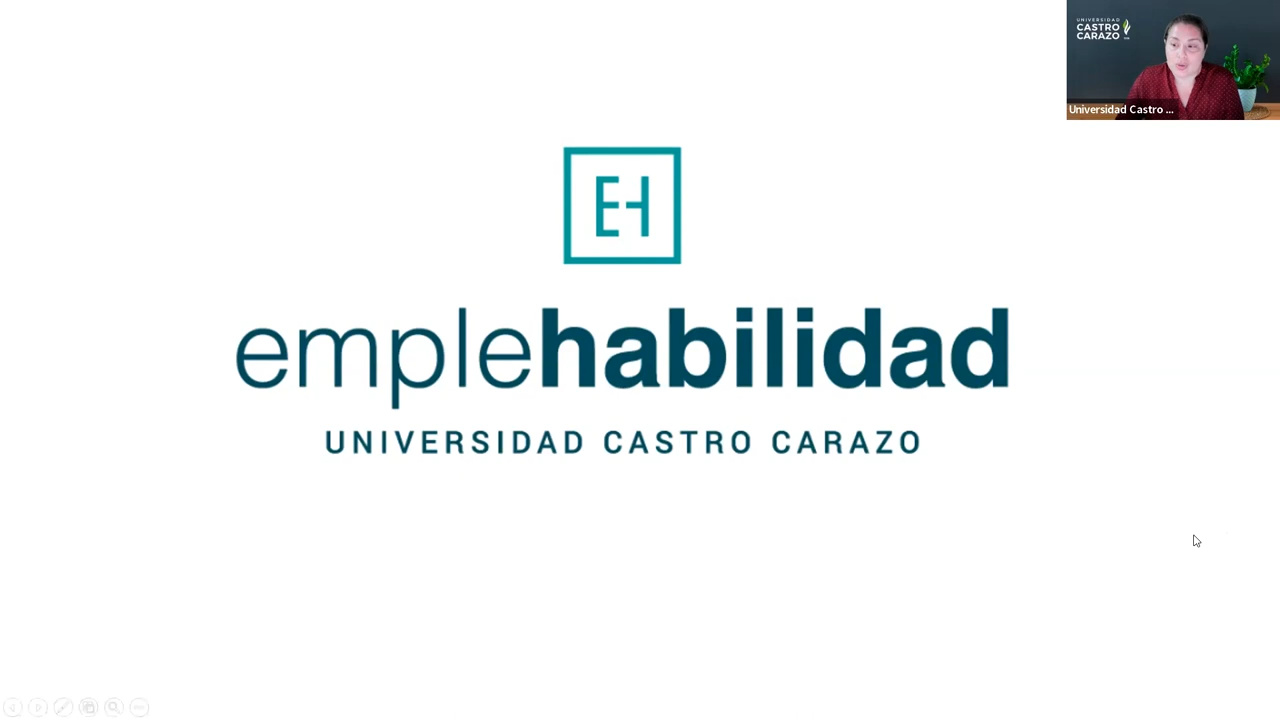 UNIVERSIDAD
CASTRO
CARAZO
Universidad Castro ...
EH
emplehabilidad
UNIVERSIDAD CASTRO CARAZO